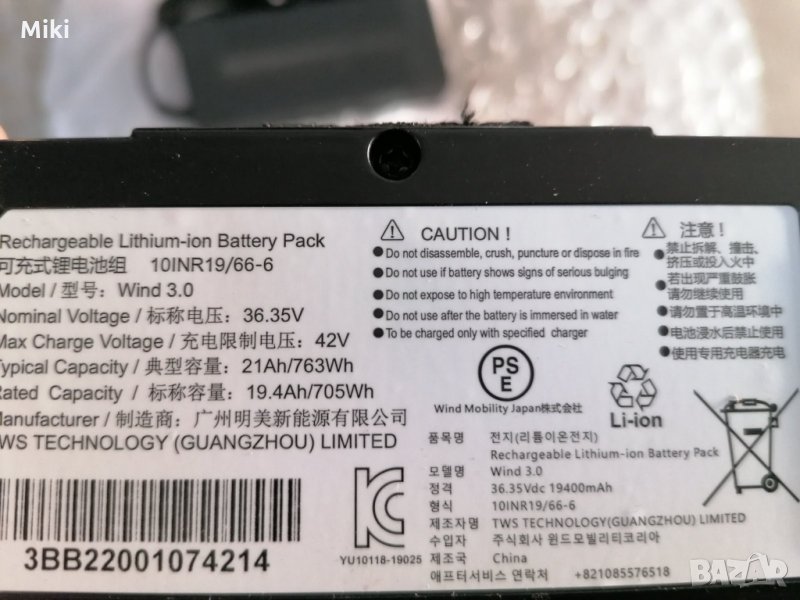 Miki
Rechargeable Lithium-ion Battery Pack
可充式锂电池组 10INR19/66-6
Model / 型号: Wind 3.0
Nominal Voltage / 标称电压: 36.35V
Max Charge Voltage / 充电限制电压: 42V
Typical Capacity / 典型容量: 21Ah/763Wh
Rated Capacity / 标称容量: 19.4Ah/705Wh
Manufacturer / 制造商: 广州明美新能源有限公司
TWS TECHNOLOGY (GUANGZHOU) LIMITED
3BB22001074214
CAUTION !
Do not disassemble, crush, puncture or dispose in fire
Do not use if battery shows signs of serious bulging
Do not expose to high temperature environment
Do not use after the battery is immersed in water
To be charged only with specified charger
注意!
禁止拆解、撞击、
挤压或投入火中
若出现严重鼓胀
请勿继续使用
请勿置于高温环境中
电池浸水后禁止使用
使用专用充电器充电
PS
E
Wind Mobility Japan株式会社
Li-ion
품목명 전지(리튬이온전지)
Rechargeable Lithium-ion Battery Pack
모델명 Wind 3.0
정격 36.35Vdc 19400mAh
형식 10INR19/66-6
제조자명 TWS TECHNOLOGY(GUANGZHOU) LIMITED
수입자 주식회사 윈드모빌리티코리아
제조국 China
애프터서비스 연락처 +821085576518
YU10118-19025
bazar